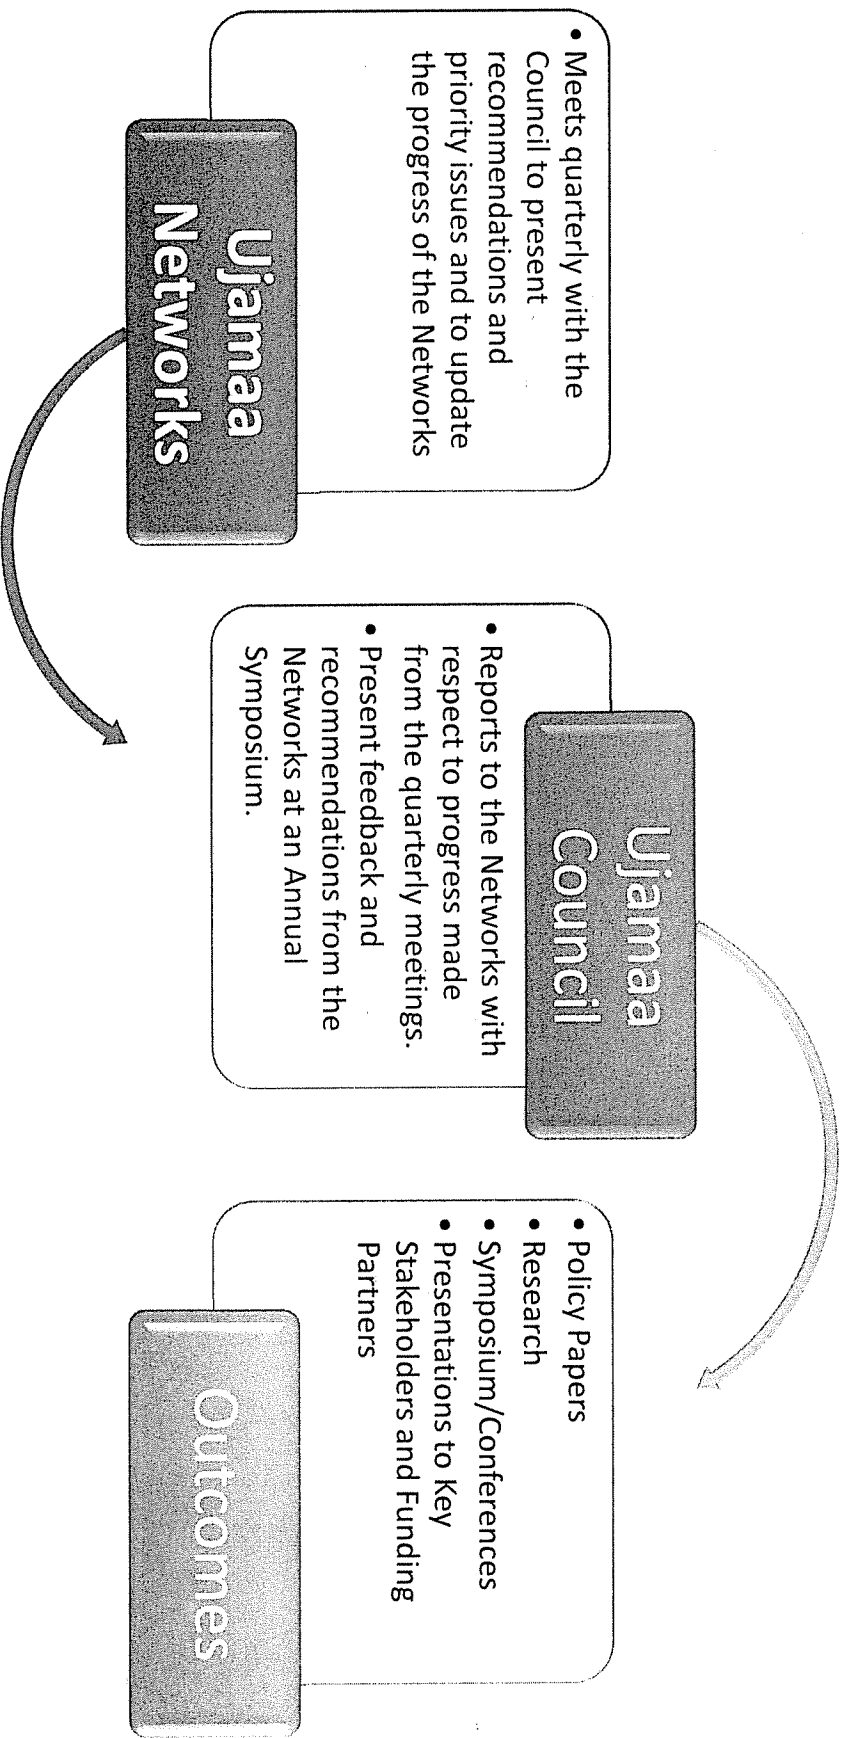 • Meets quarterly with the
Council to present
recommendations and
priority issues and to update
the progress of the Networks
Ujamaa
Networks
Ujamaa
Council
• Reports to the Networks with
respect to progress made
from the quarterly meetings.
• Present feedback and
recommendations from the
Networks at an Annual
Symposium.
• Policy Papers
• Research
• Symposium/Conferences
• Presentations to Key
Stakeholders and Funding
Partners
Outcomes